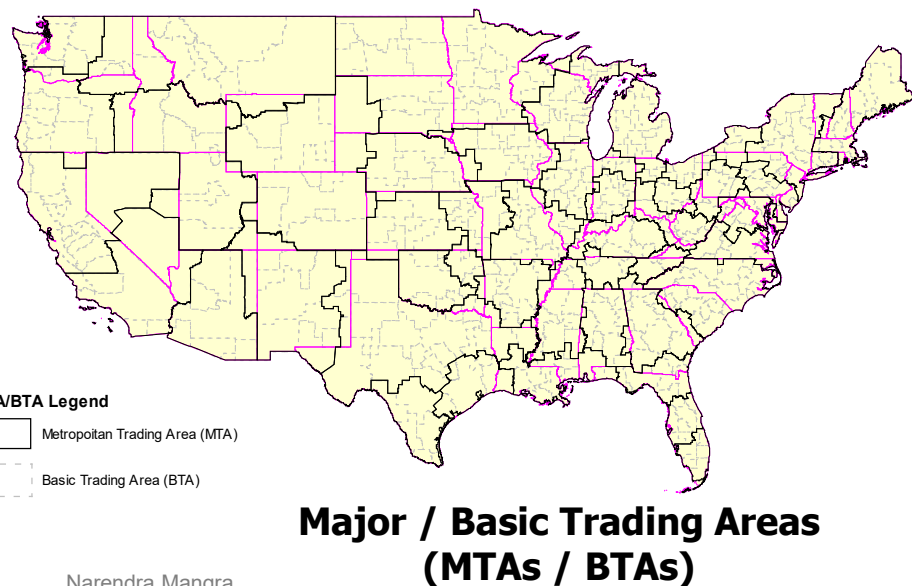 A/BTA Legend
Metropoitan Trading Area (MTA)
Basic Trading Area (BTA)
Major / Basic Trading Areas
(MTAs / BTAs)
Narendra Mangra